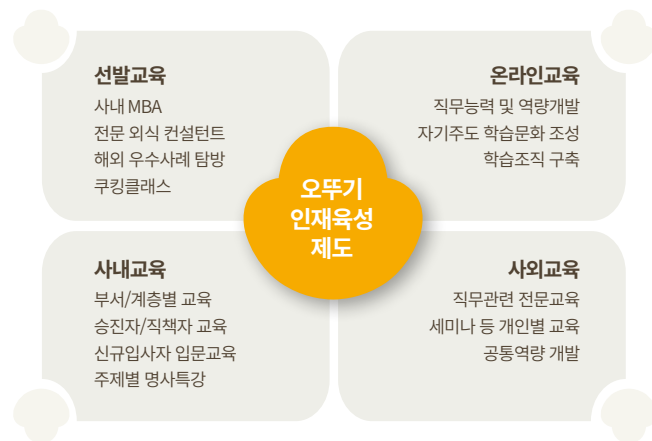 선발교육
사내 MBA
전문 외식 컨설턴트
해외 우수사례 탐방
쿠킹클래스
온라인교육
직무능력 및 역량개발
자기주도 학습문화 조성
학습조직 구축
오뚜기
인재육성
제도
사내교육
부서/계층별 교육
승진자/직책자 교육
신규입사자 입문교육
주제별 명사특강
사외교육
직무관련 전문교육
세미나 등 개인별 교육
공통역량 개발